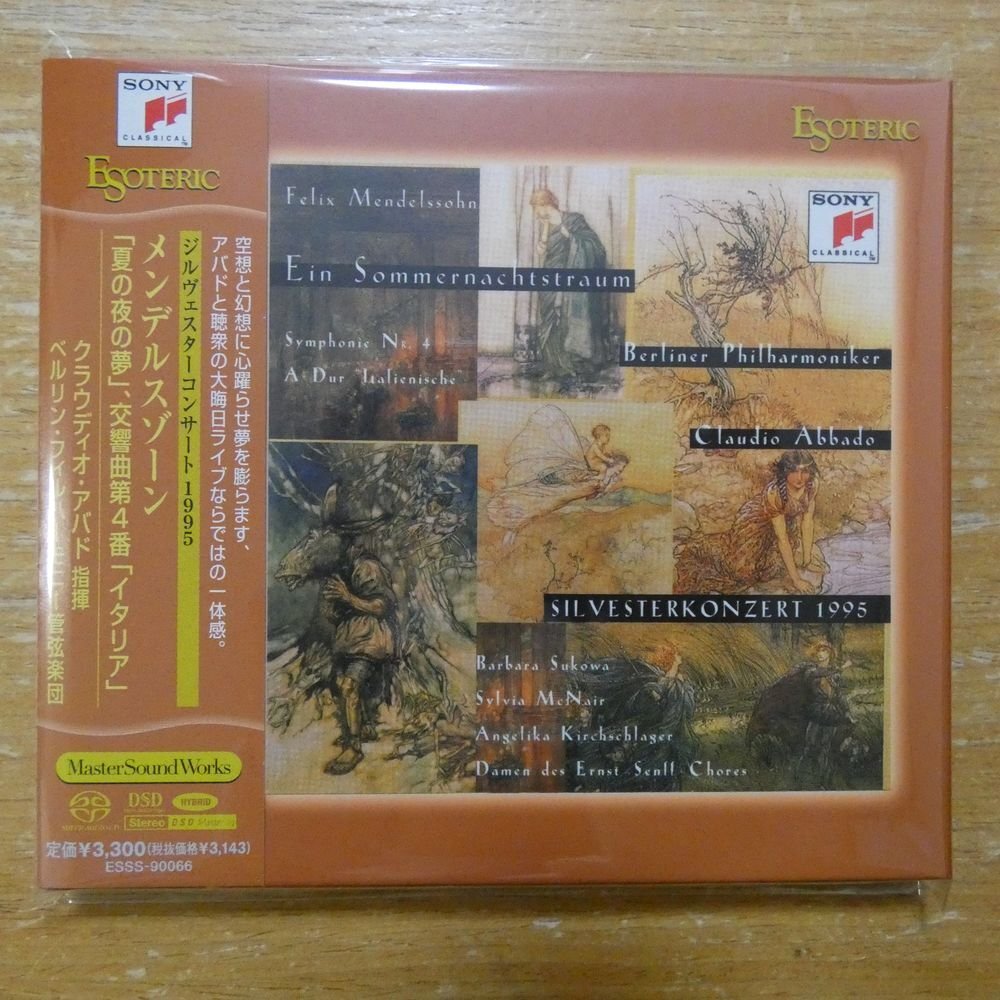 SONY
CLASSICAL
ESOTERIC
空想と幻想に心躍らせ夢を膨らます、
アバドと聴衆の大晦日ライブならではの一体感。
ジルヴェスターコンサート 1995
メンデルスゾーン
「夏の夜の夢」、交響曲第4番「イタリア」
クラウディオ・アバド 指揮
ベルリン・フィル 管弦楽団
MasterSoundWorks
SUPER AUDIO CD
DSD
HYBRID
Stereo
DSD
定価¥3,300(税抜価格¥3,143)
ESSS-90066
ESOTERIC
SONY
CLASSICAL
Felix Mendelssohn
Ein Sommernachtstraum
Symphonie Nr. 4
A Dur "Italienische"
Berliner Philharmoniker
Claudio Abbado
SILVESTERKONZERT 1995
Barbara Sukowa
Sylvia McNair
Angelika Kirchschlager
Damen des Ernst Senff Chores